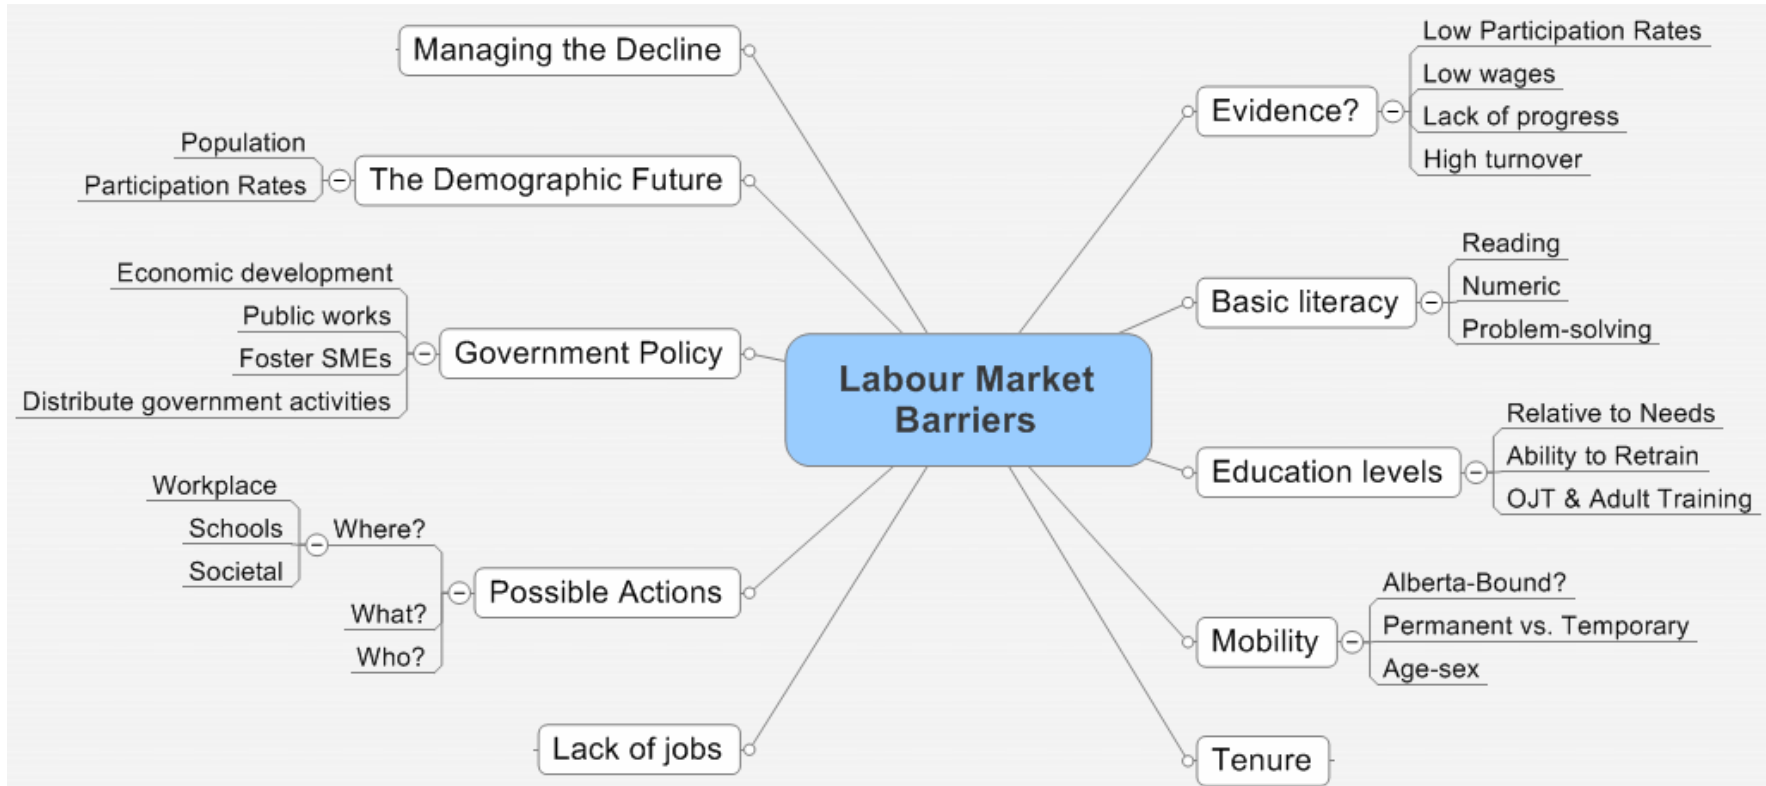 Managing the Decline
Population
Participation Rates
The Demographic Future
Economic development
Public works
Foster SMEs
Distribute government activities
Government Policy
Workplace
Schools
Societal
Where?
What?
Who?
Possible Actions
Lack of jobs
Labour Market
Barriers
Evidence?
Low Participation Rates
Low wages
Lack of progress
High turnover
Basic literacy
Reading
Numeric
Problem-solving
Education levels
Relative to Needs
Ability to Retrain
OJT & Adult Training
Mobility
Alberta-Bound?
Permanent vs. Temporary
Age-sex
Tenure